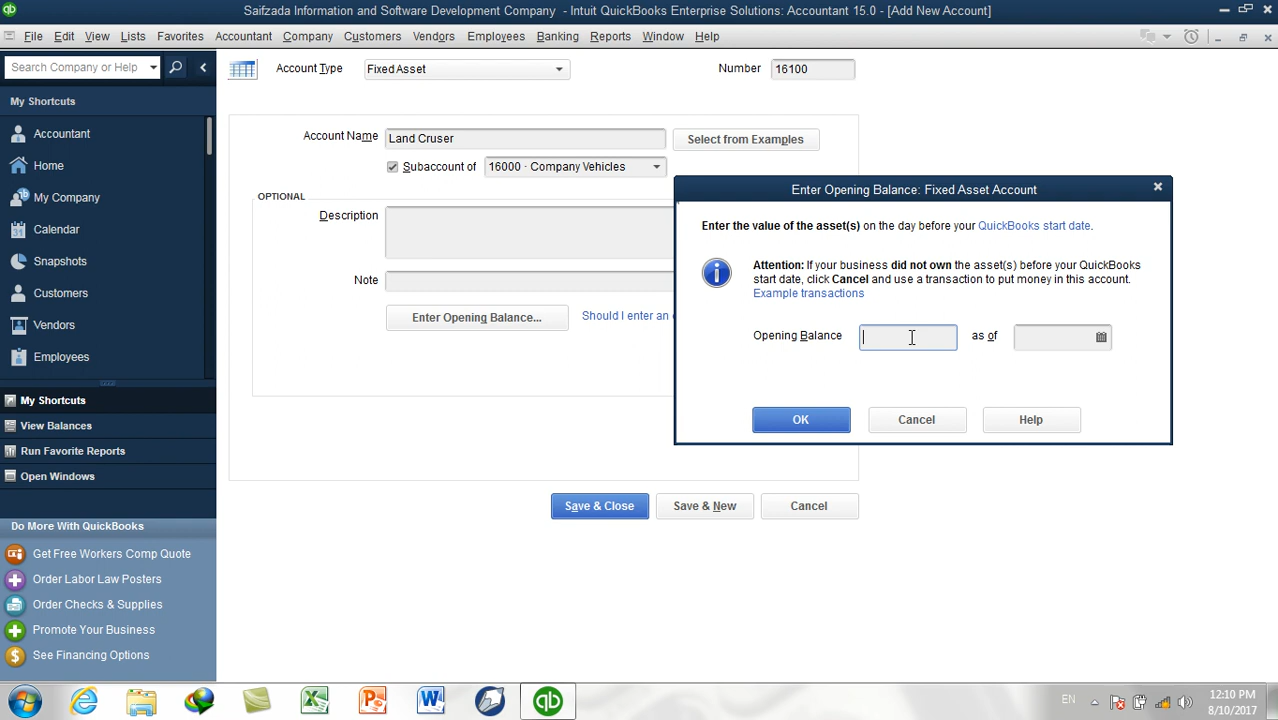 Saifzada Information and Software Development Company - Intuit QuickBooks Enterprise Solutions: Accountant 15.0 - [Add New Account]
File Edit View Lists Favorites Accountant Company Customers Vendors Employees Banking Reports Window Help
Search Company or Help
My Shortcuts
Accountant
Home
My Company
Calendar
Snapshots
Customers
Vendors
Employees
My Shortcuts
View Balances
Run Favorite Reports
Open Windows
Do More With QuickBooks
Get Free Workers Comp Quote
Order Labor Law Posters
Order Checks & Supplies
Promote Your Business
See Financing Options
Account Type Fixed Asset Number 16100
Account Name Land Cruser Select from Examples
Subaccount of 16000 · Company Vehicles
OPTIONAL
Description
Note
Enter Opening Balance... Should I enter an
Save & Close Save & New Cancel
Enter Opening Balance: Fixed Asset Account
Enter the value of the asset(s) on the day before your QuickBooks start date.
Attention: If your business did not own the asset(s) before your QuickBooks
start date, click Cancel and use a transaction to put money in this account.
Example transactions
Opening Balance as of
OK Cancel Help
EN
12:10 PM
8/10/2017